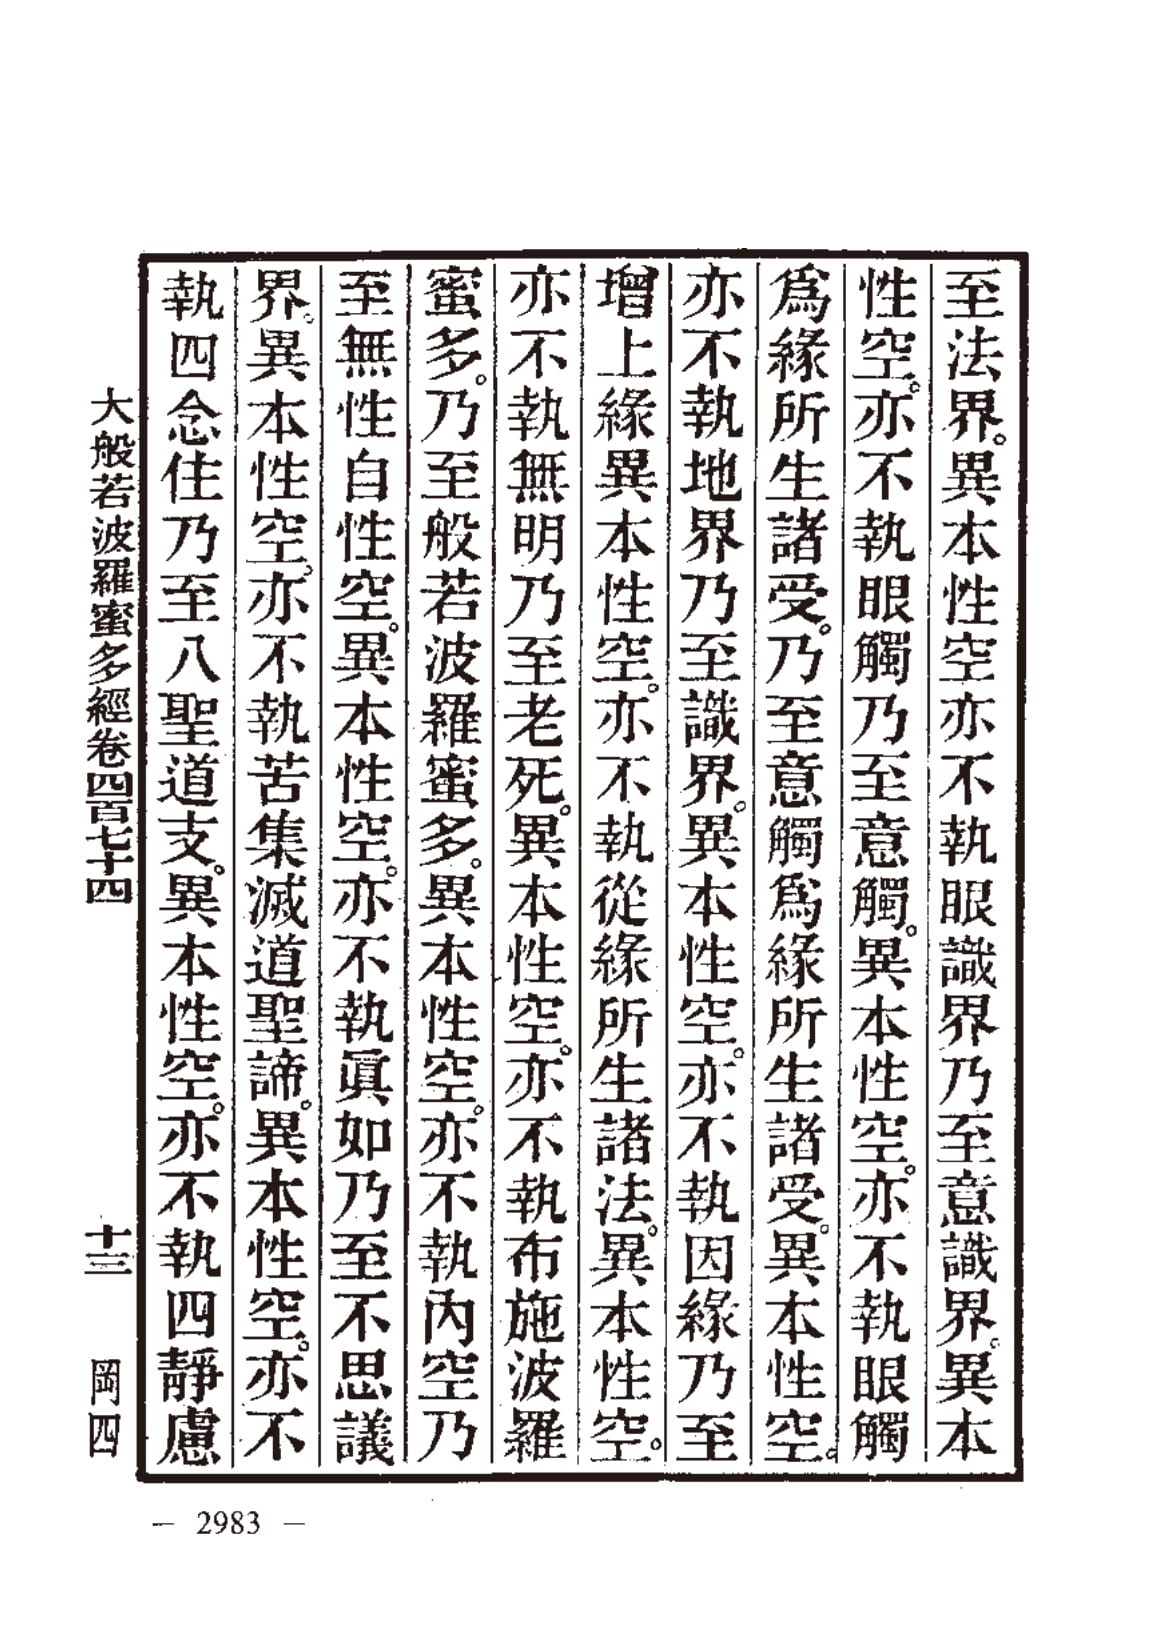 至法界。異本性空亦不執眼識界乃至意識界。異本
性空。亦不執眼觸乃至意觸。異本性空。亦不執眼觸
爲緣所生諸受。乃至意觸爲緣所生諸受。異本性空。
亦不執地界乃至識界。異本性空。亦不執因緣乃至
增上緣異本性空。亦不執從緣所生諸法。異本性空。
亦不執無明乃至老死。異本性空。亦不執布施波羅
蜜多。乃至般若波羅蜜多。異本性空。亦不執內空乃
至無性自性空。異本性空。亦不執眞如乃至不思議
界。異本性空。亦不執苦集滅道聖諦。異本性空。亦不
執四念住乃至八聖道支。異本性空。亦不執四靜慮
大般若波羅蜜多經卷四百七十四 十三 岡四
— 2983 —